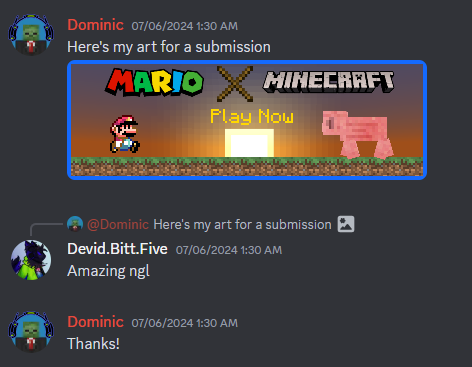 Dominic 07/06/2024 1:30 AM
Here's my art for a submission
MARIO X MINECRAFT
Play Now
@Dominic Here's my art for a submission
Devid.Bitt.Five 07/06/2024 1:30 AM
Amazing ngl
Dominic 07/06/2024 1:30 AM
Thanks!